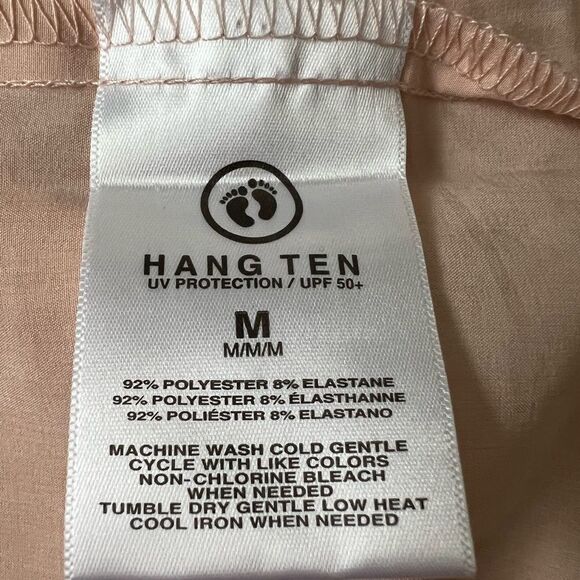 HANG TEN
UV PROTECTION / UPF 50+
M
M/M/M
92% POLYESTER 8% ELASTANE
92% POLYESTER 8% ÉLASTHANNE
92% POLIÉSTER 8% ELASTANO
MACHINE WASH COLD GENTLE
CYCLE WITH LIKE COLORS
NON-CHLORINE BLEACH
WHEN NEEDED
TUMBLE DRY GENTLE LOW HEAT
COOL IRON WHEN NEEDED